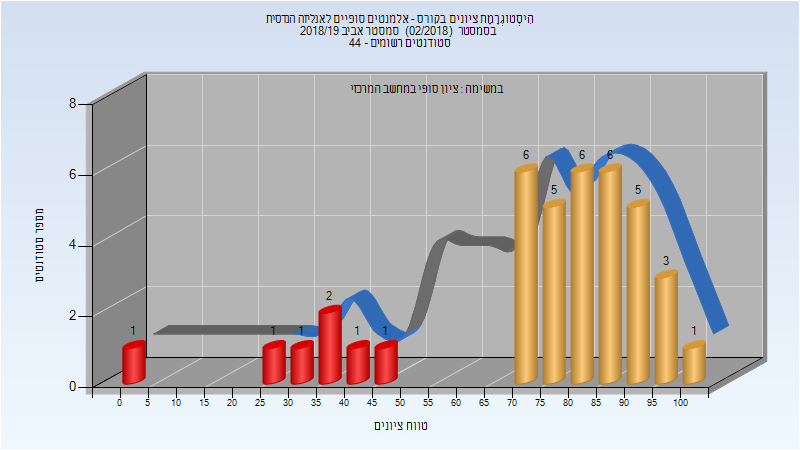 הִיסְטוֹגְרָמַת ציונים בקורס - אלמנטים סופיים לאנליזה הנדסית
בסמסטר (02/2018) סמסטר אביב 2018/19
סטודנטים רשומים - 44
במשימה : ציון סופי במחשב המרכזי
8
6
4
2
0
מספר סטודנטים
1
1
1
2
1
1
6
5
6
6
5
3
1
0 5 10 15 20 25 30 35 40 45 50 55 60 65 70 75 80 85 90 95 100
טווח ציונים